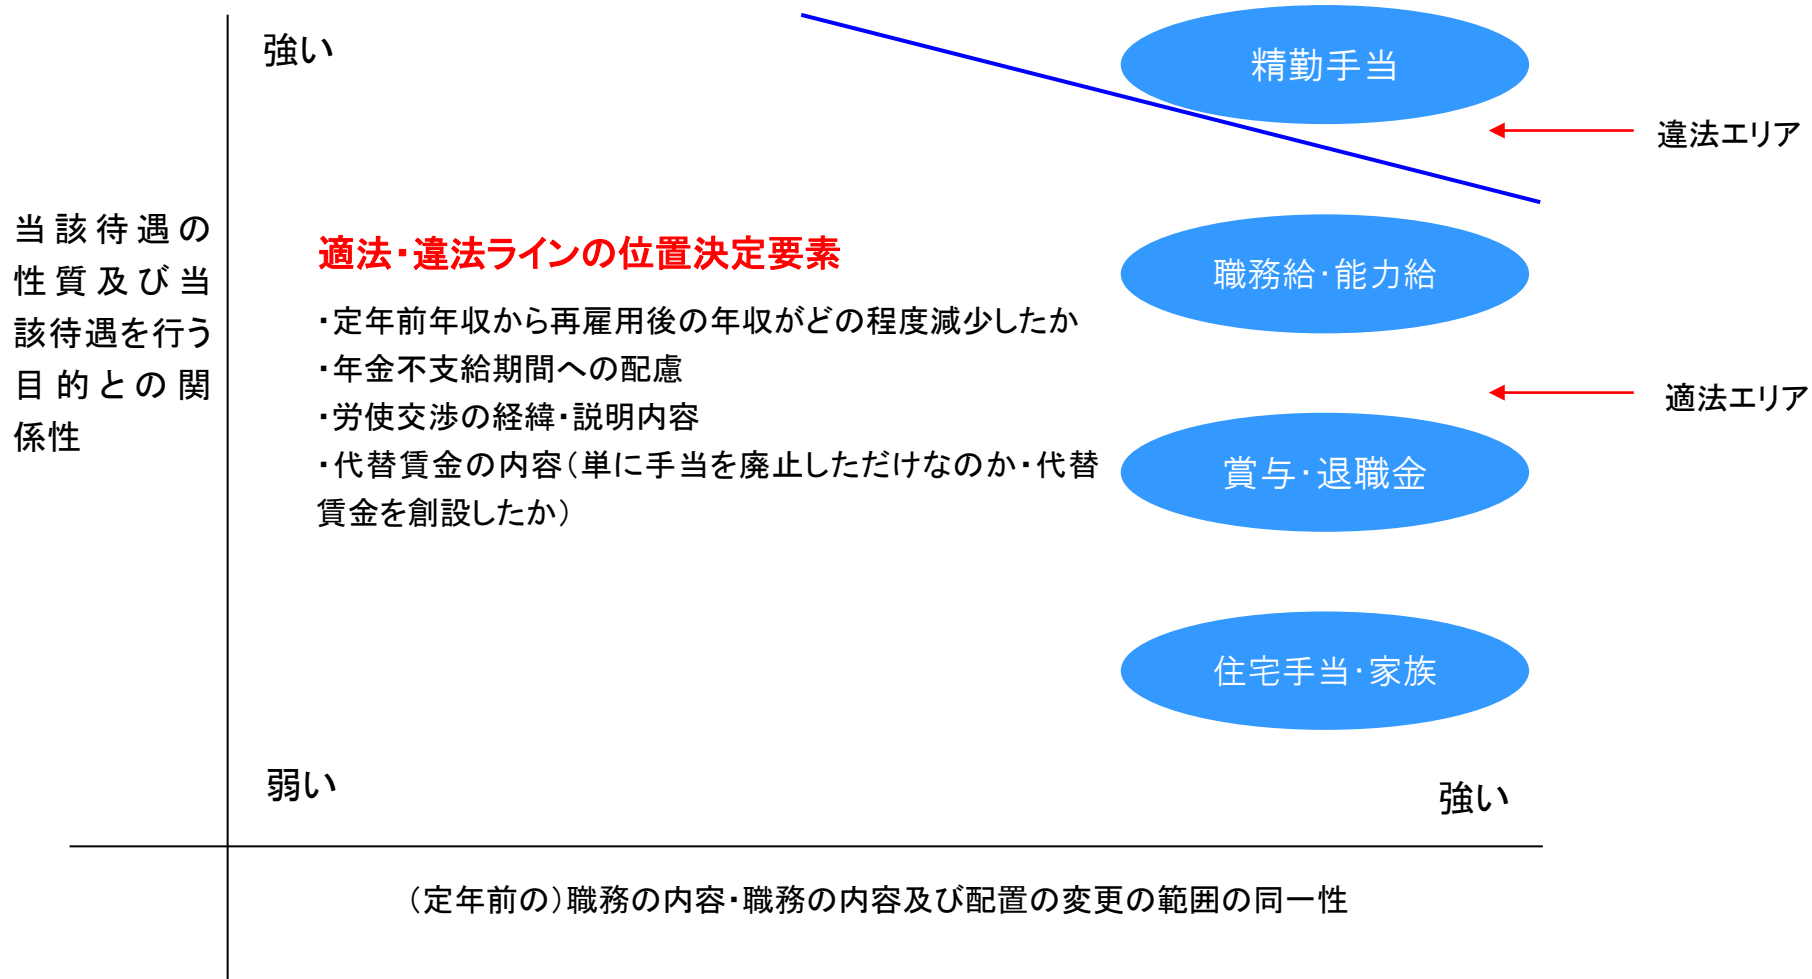 強い
精勤手当
違法エリア
当該待遇の
性質及び当
該待遇を行う
目的との関
係性
適法・違法ラインの位置決定要素
・定年前年収から再雇用後の年収がどの程度減少したか
・年金不支給期間への配慮
・労使交渉の経緯・説明内容
・代替賃金の内容（単に手当を廃止しただけなのか・代替
賃金を創設したか）
職務給・能力給
適法エリア
賞与・退職金
住宅手当・家族
弱い
強い
（定年前の）職務の内容・職務の内容及び配置の変更の範囲の同一性